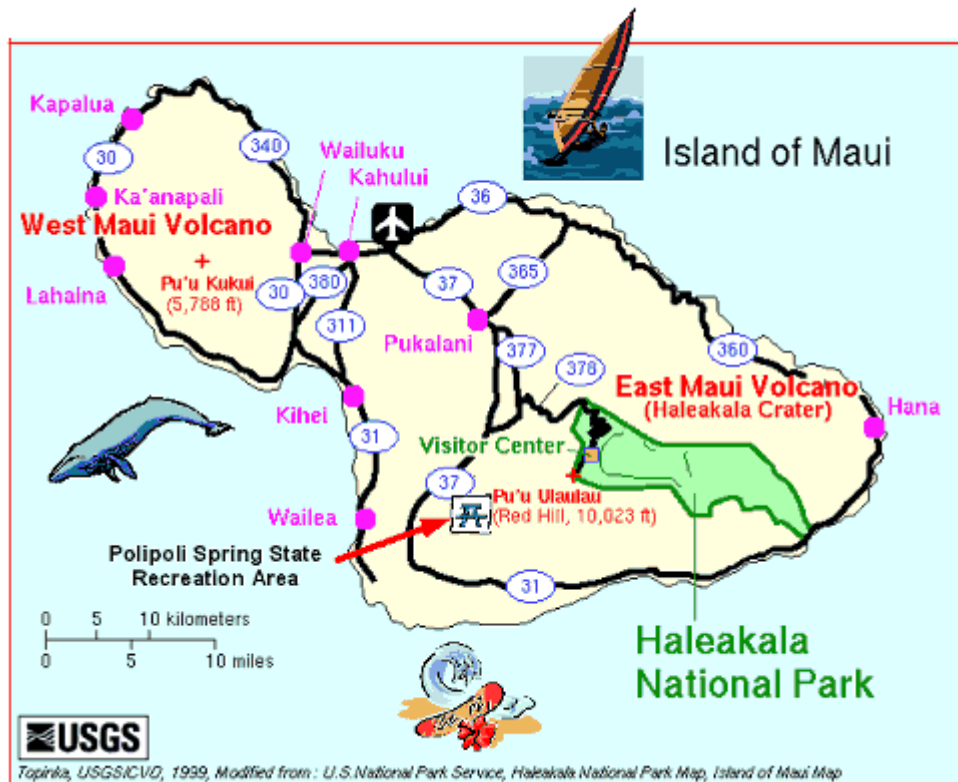 Island of Maui
Kapalua
30
340
Wailuku
Kahului
Ka'anapali
West Maui Volcano
Pu'u Kukui
(5,788 ft)
Lahaina
30
380
311
36
37
365
Pukalani
377
378
360
East Maui Volcano
(Haleakala Crater)
Hana
Kihei
31
Visitor Center
37
Pu'u Ulaulau
(Red Hill, 10,023 ft)
Wailea
Polipoli Spring State
Recreation Area
31
0 5 10 kilometers
0 5 10 miles
Haleakala
National Park
USGS
Topinka, USGS/CVO, 1999, Modified from : U.S.National Park Service, Haleakala National Park Map, Island of Maui Map